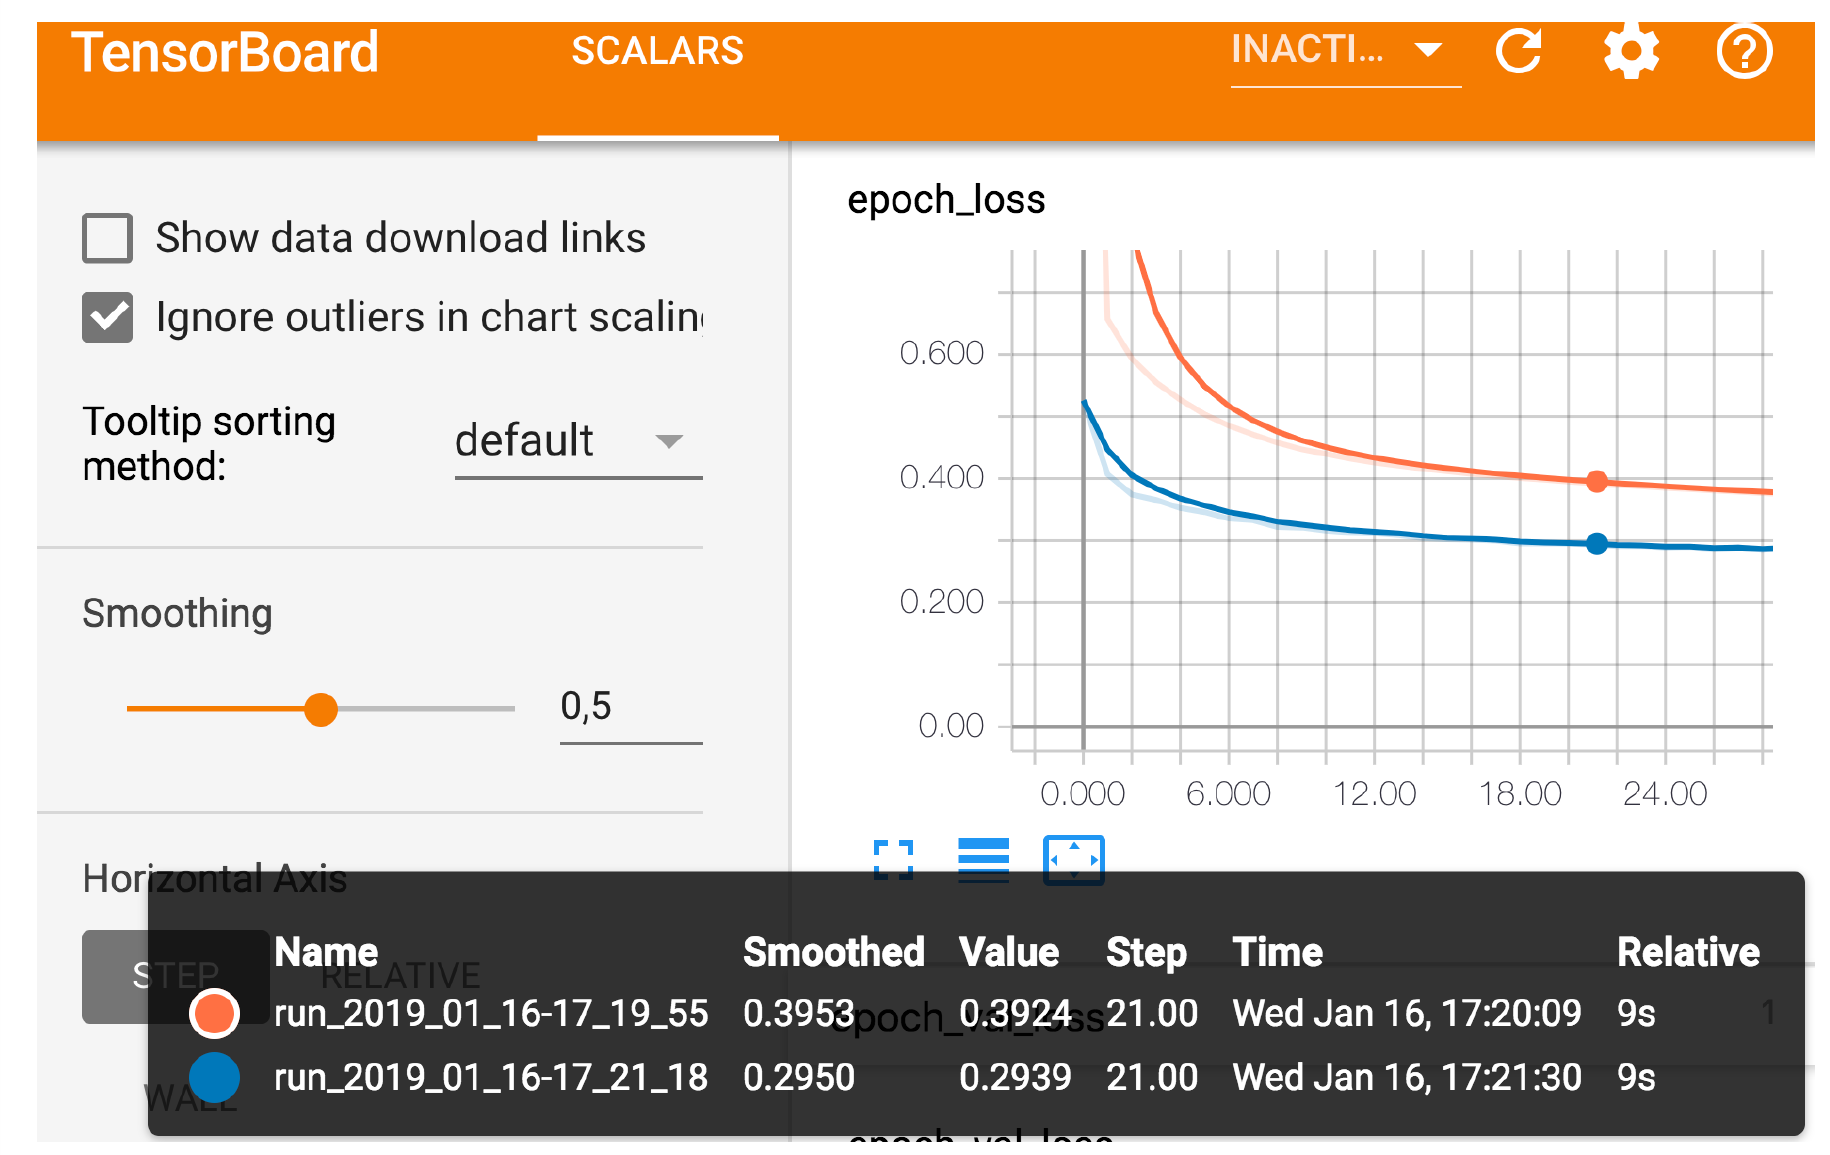 TensorBoard SCALARS INACTI...
Show data download links
Ignore outliers in chart scaling
Tooltip sorting
method: default
Smoothing
0,5
Horizontal Axis
STEP RELATIVE
WALL
epoch_loss
0.600
0.400
0.200
0.00
0.000 6.000 12.00 18.00 24.00
epoch_val_loss 1
epoch_val_loss
Name Smoothed Value Step Time Relative
run_2019_01_16-17_19_55 0.3953 0.3924 21.00 Wed Jan 16, 17:20:09 9s
run_2019_01_16-17_21_18 0.2950 0.2939 21.00 Wed Jan 16, 17:21:30 9s